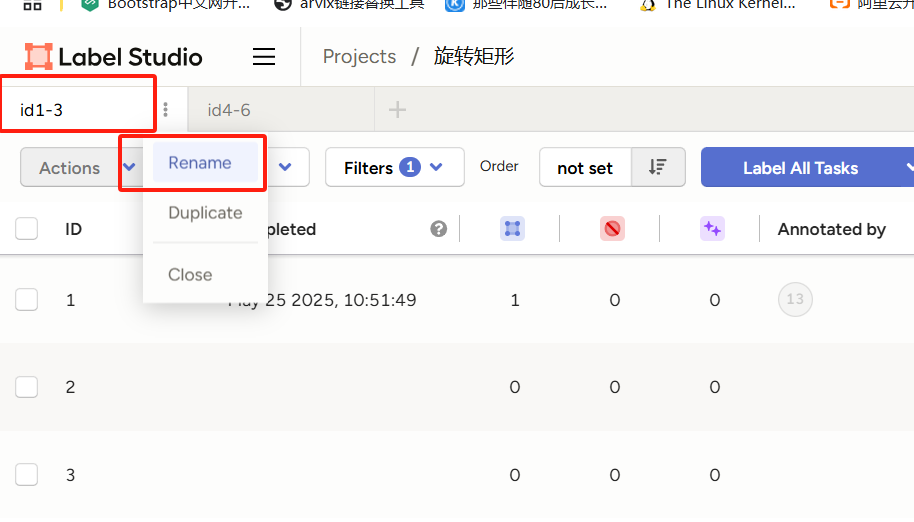 Bootstrap中文网开... arvix链接替换工具 那些伴随80后成长... The Linux Kernel... 阿里云开
Label Studio Projects / 旋转矩形
id1-3 id4-6
Actions Rename Filters 1 Order not set Label All Tasks
Duplicate
ID pleted Annotated by
Close
1 May 25 2025, 10:51:49 1 0 0 13
2 0 0 0
3 0 0 0